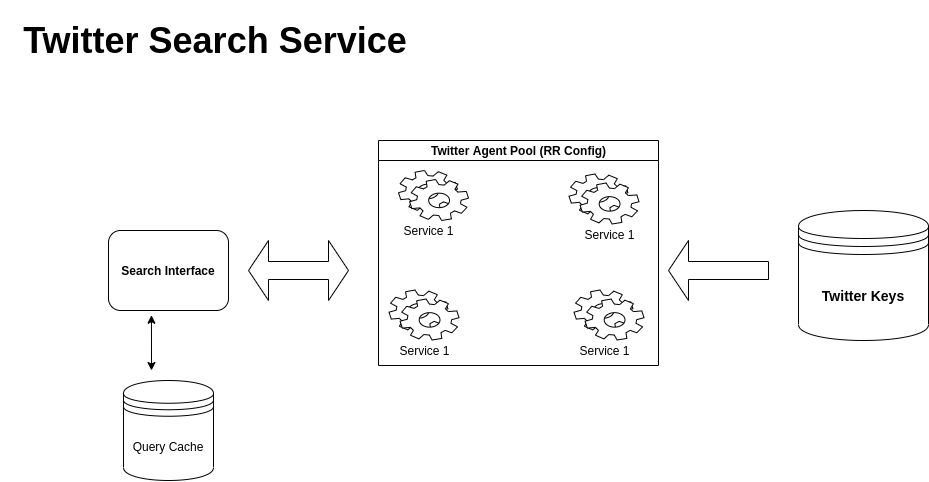 Twitter Search Service
Twitter Agent Pool (RR Config)
Service 1
Service 1
Search Interface
Twitter Keys
Service 1
Service 1
Query Cache